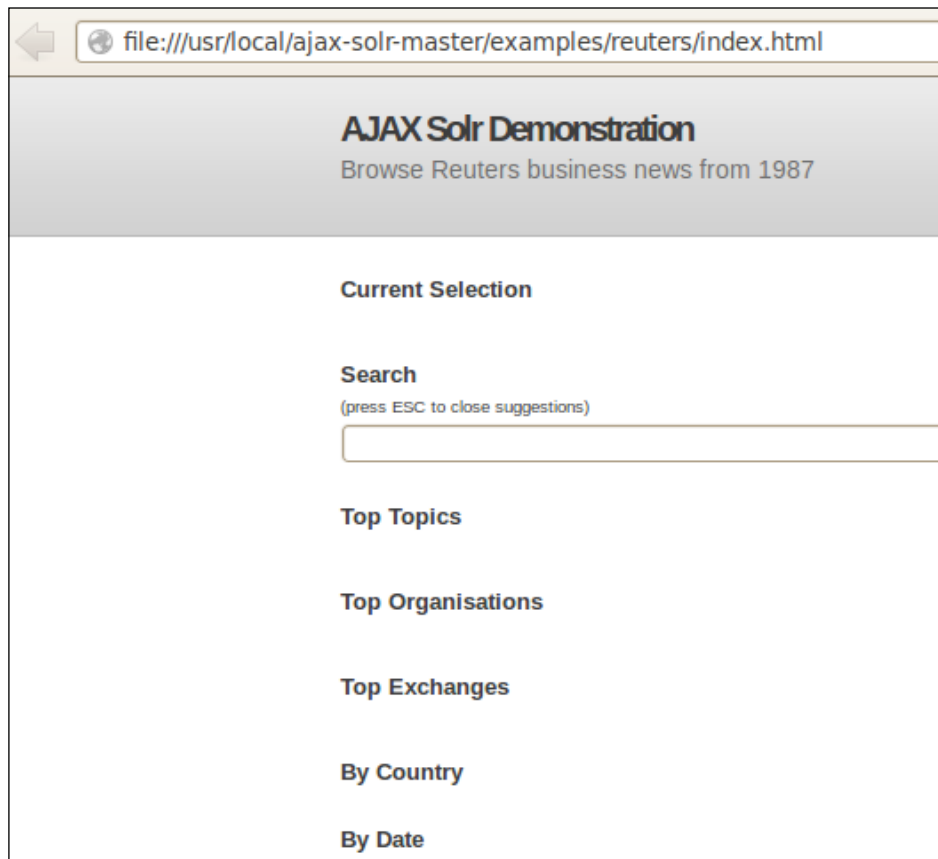 file:///usr/local/ajax-solr-master/examples/reuters/index.html
AJAX Solr Demonstration
Browse Reuters business news from 1987
Current Selection
Search
(press ESC to close suggestions)
Top Topics
Top Organisations
Top Exchanges
By Country
By Date